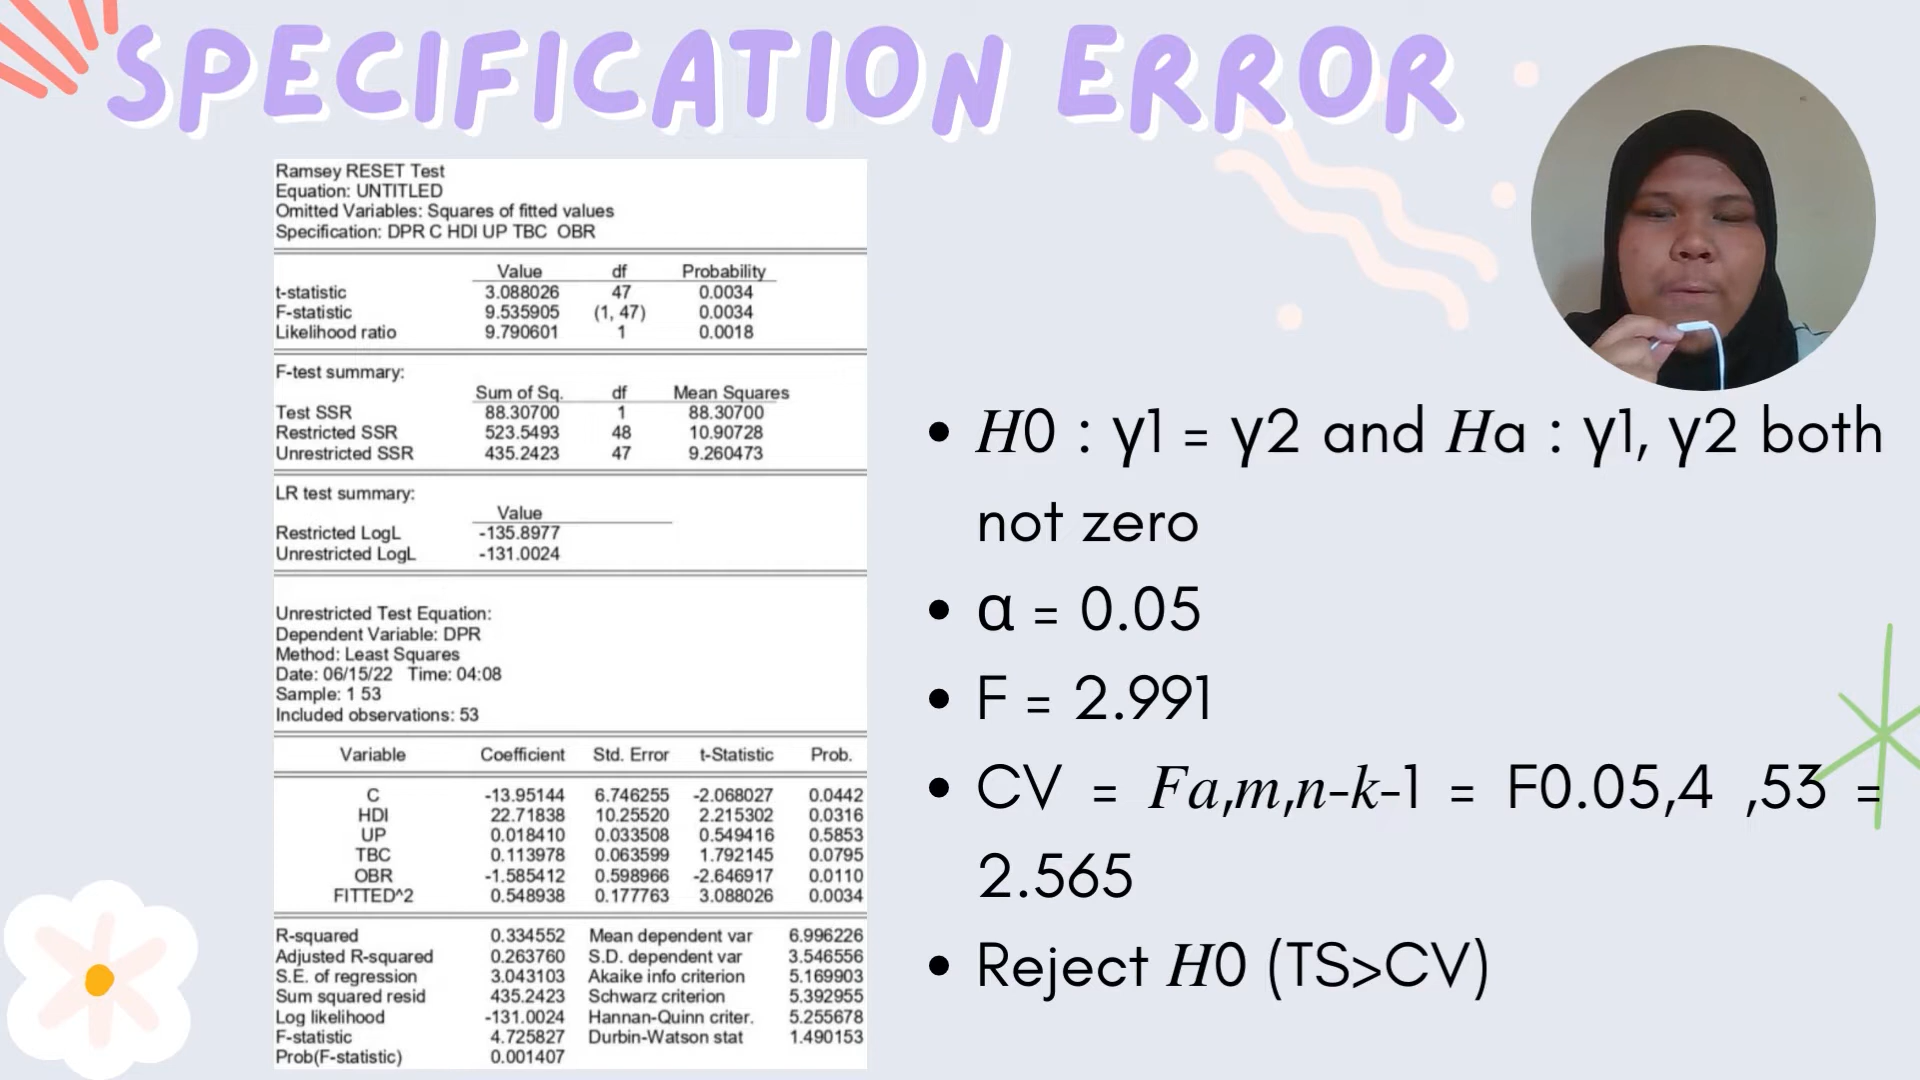 SPECIFICATION ERROR
Ramsey RESET Test
Equation: UNTITLED
Omitted Variables: Squares of fitted values
Specification: DPR C HDI UP TBC OBR
Value df Probability
t-statistic 3.088026 47 0.0034
F-statistic 9.535905 (1, 47) 0.0034
Likelihood ratio 9.790601 1 0.0018
F-test summary:
Sum of Sq. df Mean Squares
Test SSR 88.30700 1 88.30700
Restricted SSR 523.5493 48 10.90728
Unrestricted SSR 435.2423 47 9.260473
LR test summary:
Value
Restricted LogL -135.8977
Unrestricted LogL -131.0024
Unrestricted Test Equation:
Dependent Variable: DPR
Method: Least Squares
Date: 06/15/22 Time: 04:08
Sample: 1 53
Included observations: 53
Variable Coefficient Std. Error t-Statistic Prob.
C -13.95144 6.746255 -2.068027 0.0442
HDI 22.71838 10.25520 2.215302 0.0316
UP 0.018410 0.033508 0.549416 0.5853
TBC 0.113978 0.063599 1.792145 0.0795
OBR -1.585412 0.598966 -2.646917 0.0110
FITTED^2 0.548938 0.177763 3.088026 0.0034
R-squared 0.334552 Mean dependent var 6.996226
Adjusted R-squared 0.263760 S.D. dependent var 3.546556
S.E. of regression 3.043103 Akaike info criterion 5.169903
Sum squared resid 435.2423 Schwarz criterion 5.392955
Log likelihood -131.0024 Hannan-Quinn criter. 5.255678
F-statistic 4.725827 Durbin-Watson stat 1.490153
Prob(F-statistic) 0.001407
• H0 : γ1 = γ2 and Ha : γ1, γ2 both
not zero
• α = 0.05
• F = 2.991
• CV = Fa,m,n-k-1 = F0.05,4 ,53 =
2.565
• Reject H0 (TS>CV)